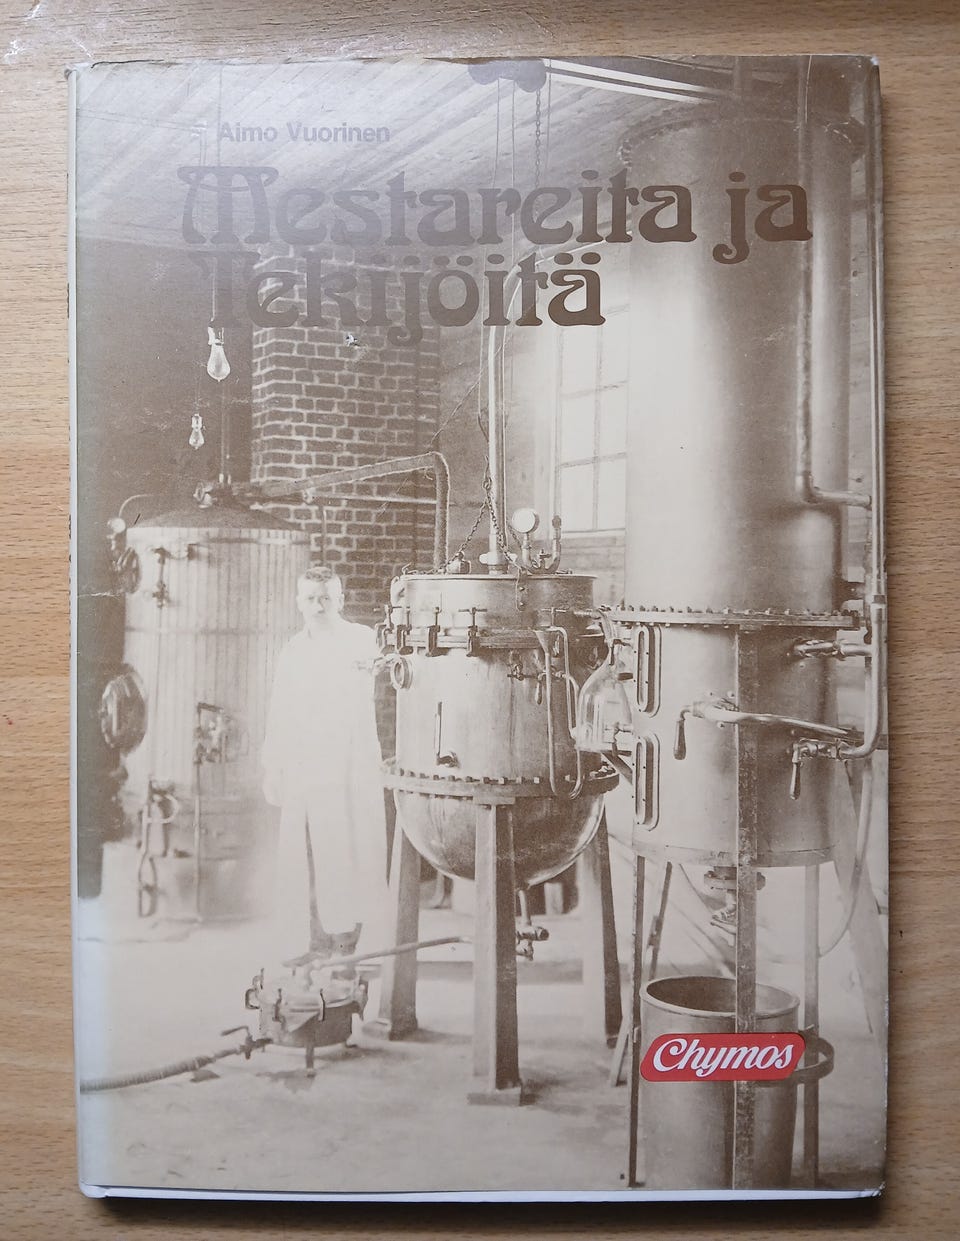 Aimo Vuorinen
Mestareita ja
Tekijöitä
Chymos